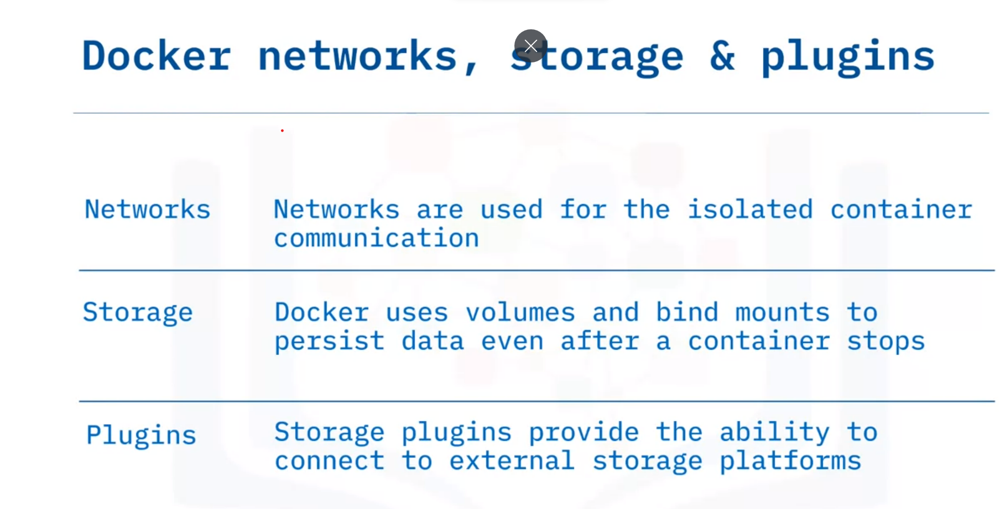 Docker networks, storage & plugins
Networks
Networks are used for the isolated container
communication
Storage
Docker uses volumes and bind mounts to
persist data even after a container stops
Plugins
Storage plugins provide the ability to
connect to external storage platforms